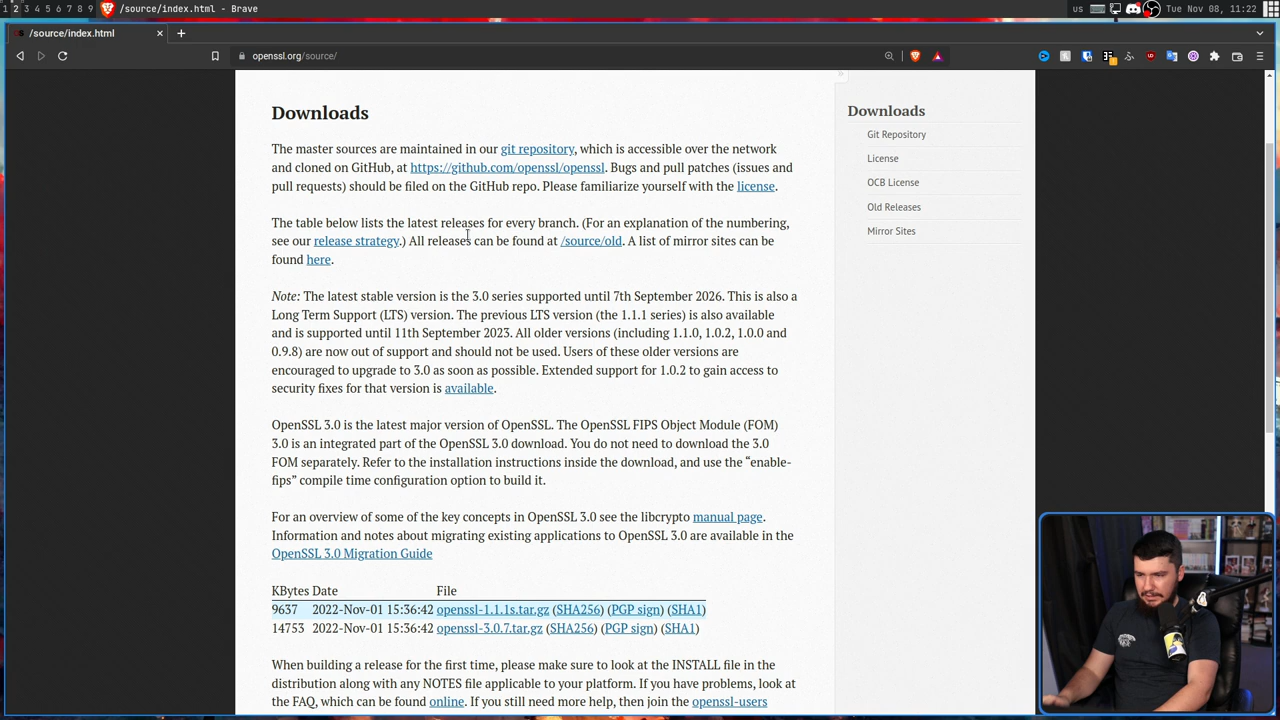 1 2 3 4 5 6 7 8 9 /source/index.html - Brave us Tue Nov 08, 11:22
/source/index.html
openssl.org/source/
Downloads
The master sources are maintained in our git repository, which is accessible over the network
and cloned on GitHub, at https://github.com/openssl/openssl. Bugs and pull patches (issues and
pull requests) should be filed on the GitHub repo. Please familiarize yourself with the license.
The table below lists the latest releases for every branch. (For an explanation of the numbering,
see our release strategy.) All releases can be found at /source/old. A list of mirror sites can be
found here.
Note: The latest stable version is the 3.0 series supported until 7th September 2026. This is also a
Long Term Support (LTS) version. The previous LTS version (the 1.1.1 series) is also available
and is supported until 11th September 2023. All older versions (including 1.1.0, 1.0.2, 1.0.0 and
0.9.8) are now out of support and should not be used. Users of these older versions are
encouraged to upgrade to 3.0 as soon as possible. Extended support for 1.0.2 to gain access to
security fixes for that version is available.
OpenSSL 3.0 is the latest major version of OpenSSL. The OpenSSL FIPS Object Module (FOM)
3.0 is an integrated part of the OpenSSL 3.0 download. You do not need to download the 3.0
FOM separately. Refer to the installation instructions inside the download, and use the “enable-
fips” compile time configuration option to build it.
For an overview of some of the key concepts in OpenSSL 3.0 see the libcrypto manual page.
Information and notes about migrating existing applications to OpenSSL 3.0 are available in the
OpenSSL 3.0 Migration Guide
KBytes Date File
9637 2022-Nov-01 15:36:42 openssl-1.1.1s.tar.gz (SHA256) (PGP sign) (SHA1)
14753 2022-Nov-01 15:36:42 openssl-3.0.7.tar.gz (SHA256) (PGP sign) (SHA1)
When building a release for the first time, please make sure to look at the INSTALL file in the
distribution along with any NOTES file applicable to your platform. If you have problems, look at
the FAQ, which can be found online. If you still need more help, then join the openssl-users
Downloads
Git Repository
License
OCB License
Old Releases
Mirror Sites